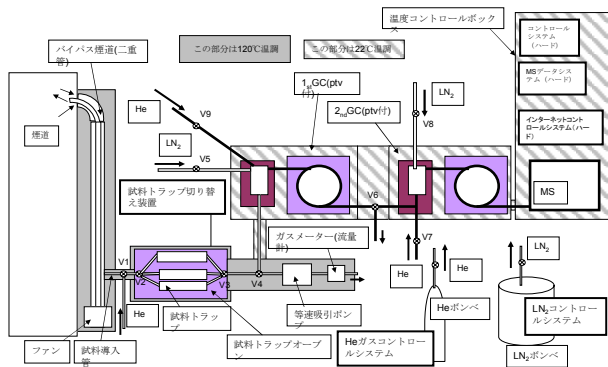 バイパス煙道(二重
管)
この部分は120℃温調
この部分は22℃温調
温度コントロールボック
ス
コントロール
システム
(ハード)
MSデータシス
テム(ハード)
インターネットコント
ロールシステム(ハー
ド)
MS
1stGC(ptv
付)
2ndGC(ptv付)
He
V9
LN2
V5
LN2
V8
煙道
試料トラップ切り替
え装置
ガスメーター(流量
計)
V6
V7
He
He
LN2
V1
V2
V3
V4
He
試料トラッ
プ
等速吸引ポンプ
Heボンベ
LN2コントロ
ールシステム
ファン
試料導入
管
試料トラップオーブ
ン
Heガスコントロ
ールシステム
LN2ボンベ